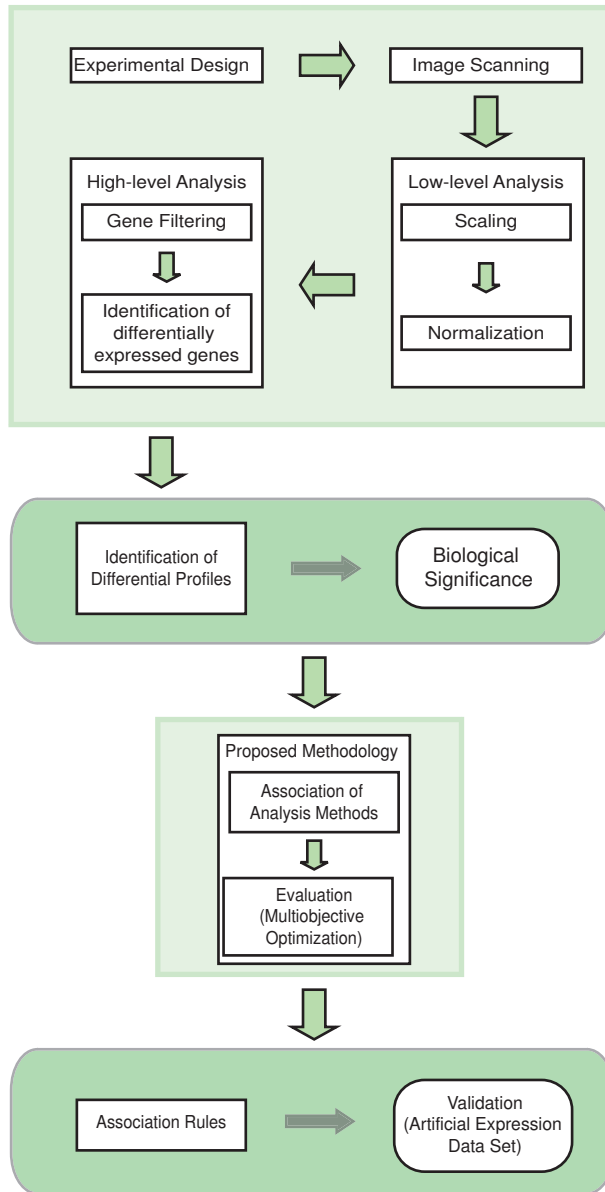 Experimental Design
Image Scanning
High-level Analysis
Gene Filtering
Identification of
differentially
expressed genes
Low-level Analysis
Scaling
Normalization
Identification of
Differential Profiles
Biological
Significance
Proposed Methodology
Association of
Analysis Methods
Evaluation
(Multiobjective
Optimization)
Association Rules
Validation
(Artificial Expression
Data Set)